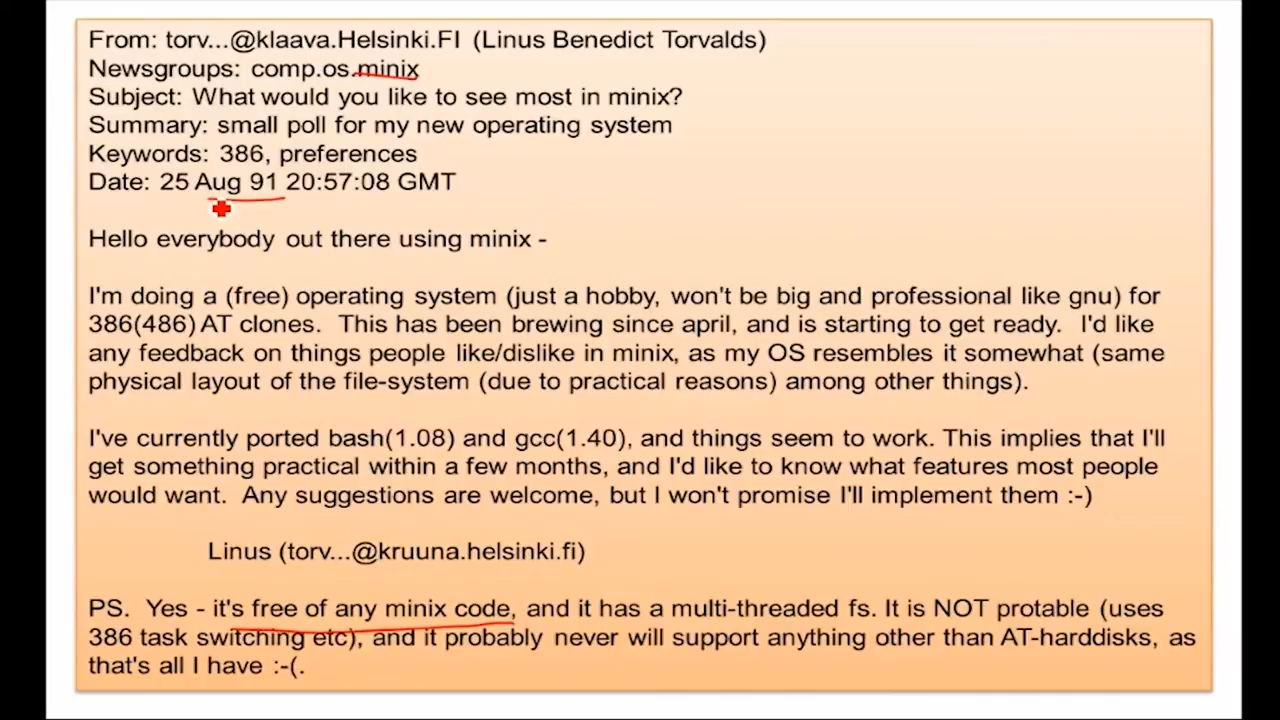 From: torv...@klaava.Helsinki.FI (Linus Benedict Torvalds)
Newsgroups: comp.os.minix
Subject: What would you like to see most in minix?
Summary: small poll for my new operating system
Keywords: 386, preferences
Date: 25 Aug 91 20:57:08 GMT
Hello everybody out there using minix -
I'm doing a (free) operating system (just a hobby, won't be big and professional like gnu) for
386(486) AT clones.  This has been brewing since april, and is starting to get ready.  I'd like
any feedback on things people like/dislike in minix, as my OS resembles it somewhat (same
physical layout of the file-system (due to practical reasons) among other things).
I've currently ported bash(1.08) and gcc(1.40), and things seem to work. This implies that I'll
get something practical within a few months, and I'd like to know what features most people
would want.  Any suggestions are welcome, but I won't promise I'll implement them :-)
Linus (torv...@kruuna.helsinki.fi)
PS.  Yes - it's free of any minix code, and it has a multi-threaded fs. It is NOT protable (uses
386 task switching etc), and it probably never will support anything other than AT-harddisks, as
that's all I have :-(.